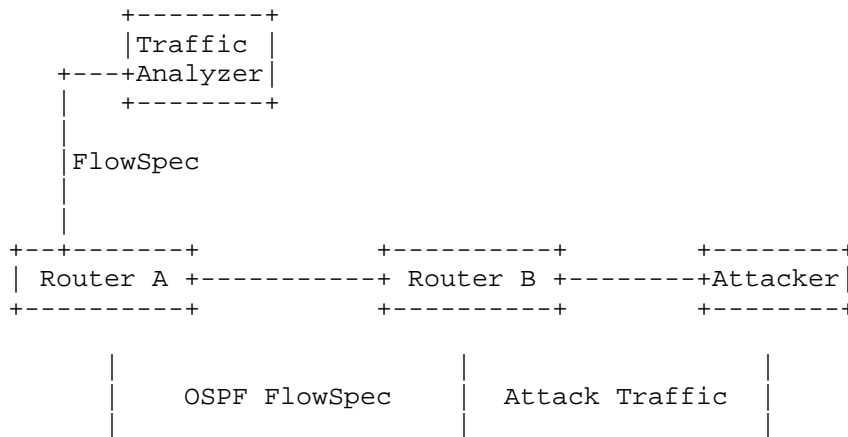 Traffic
Analyzer
FlowSpec
Router A Router B Attacker
OSPF FlowSpec Attack Traffic